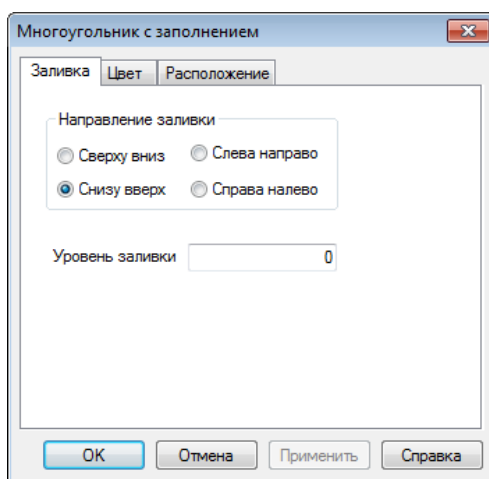 Многоугольник с заполнением
Заливка Цвет Расположение
Направление заливки
Сверху вниз Слева направо
Снизу вверх Справа налево
Уровень заливки 0
OK Отмена Применить Справка